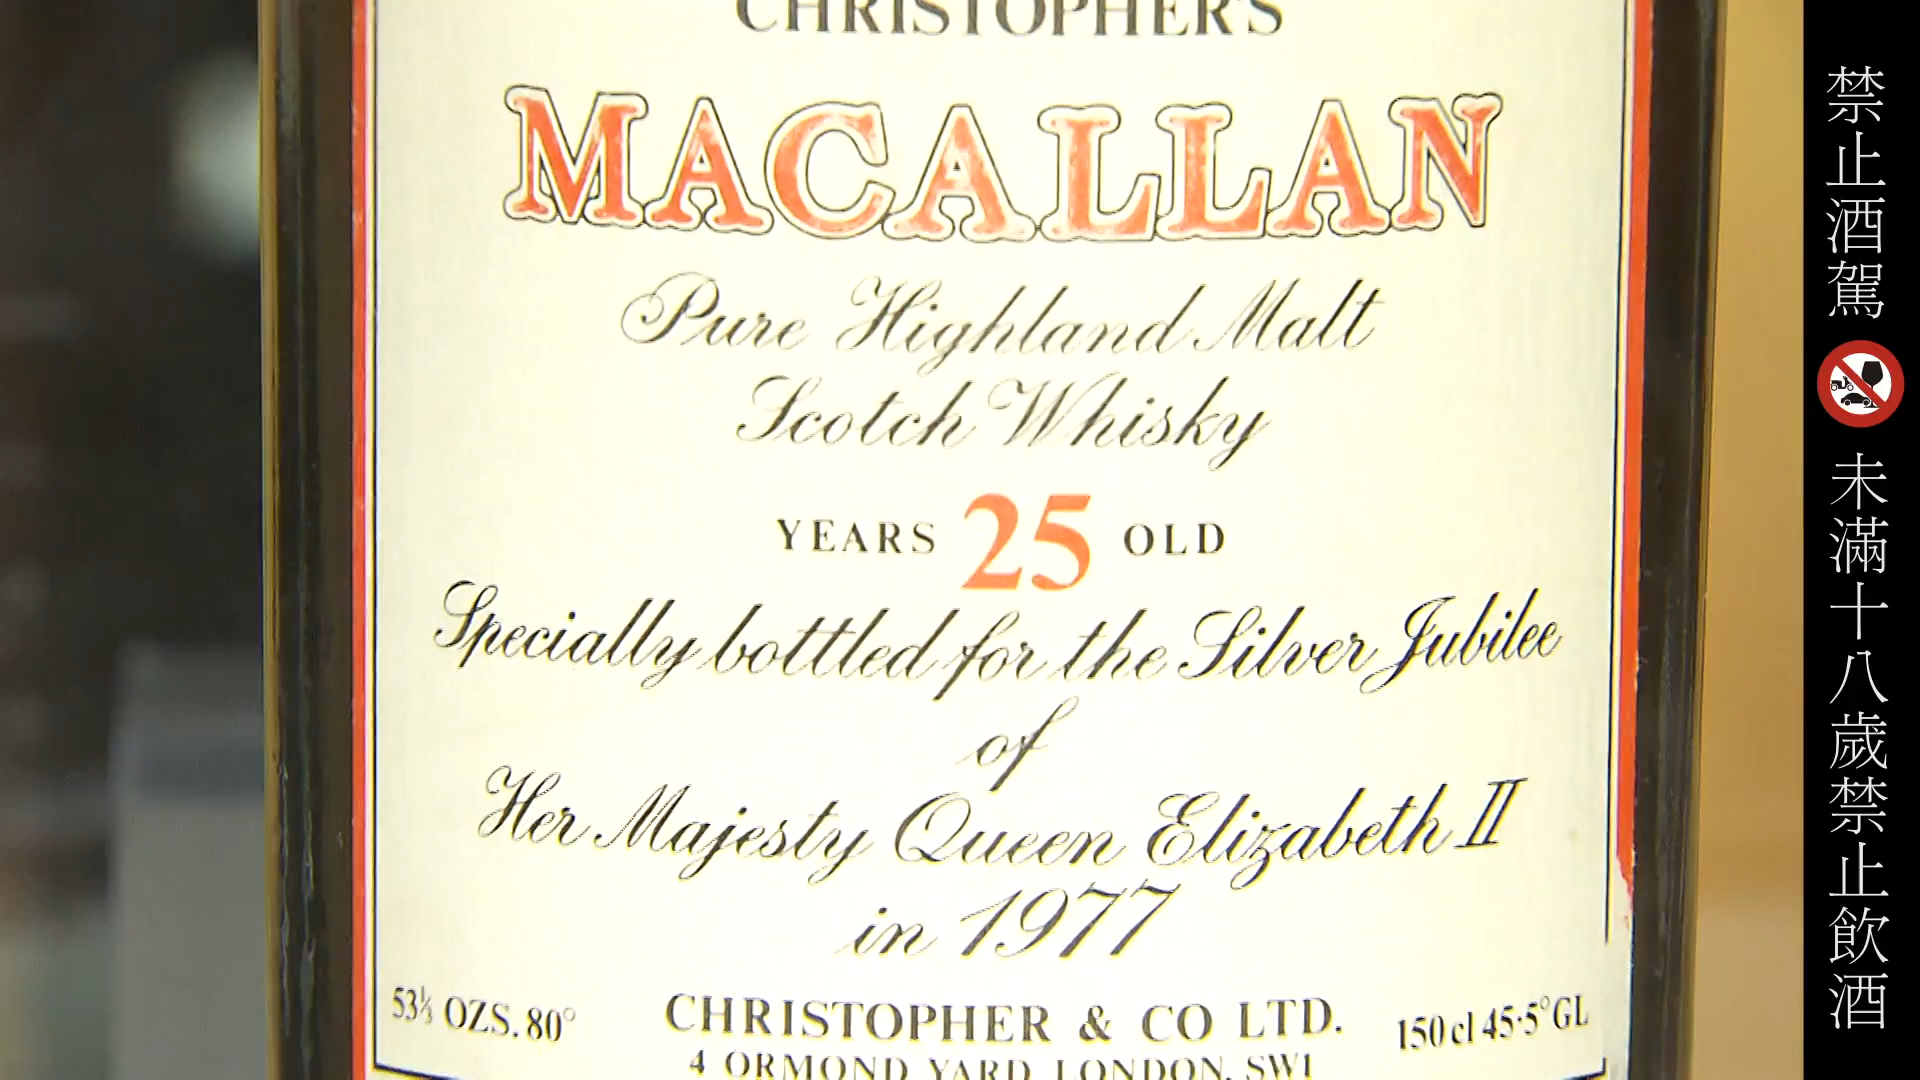 CHRISTOPHER'S
MACALLAN
Pure Highland Malt
Scotch Whisky
YEARS 25 OLD
Specially bottled for the Silver Jubilee
of
Her Majesty Queen Elizabeth II
in 1977
53⅓ OZS. 80°
CHRISTOPHER & CO LTD.
150 cl 45·5° GL
4 ORMOND YARD LONDON, SW1
禁止酒駕
未滿十八歲禁止飲酒